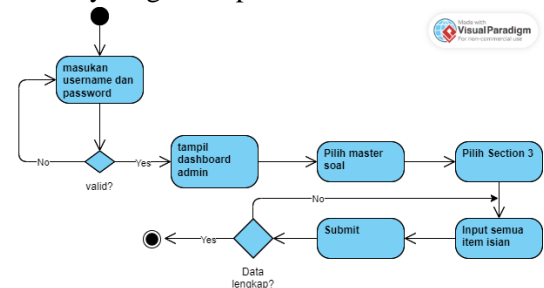 Made with
Visual Paradigm
For non-commercial use
masukan
username dan
password
No
valid?
Yes
tampil
dashboard
admin
Pilih master
soal
Pilih Section 3
No
Input semua
item isian
Submit
Yes
Data
lengkap?